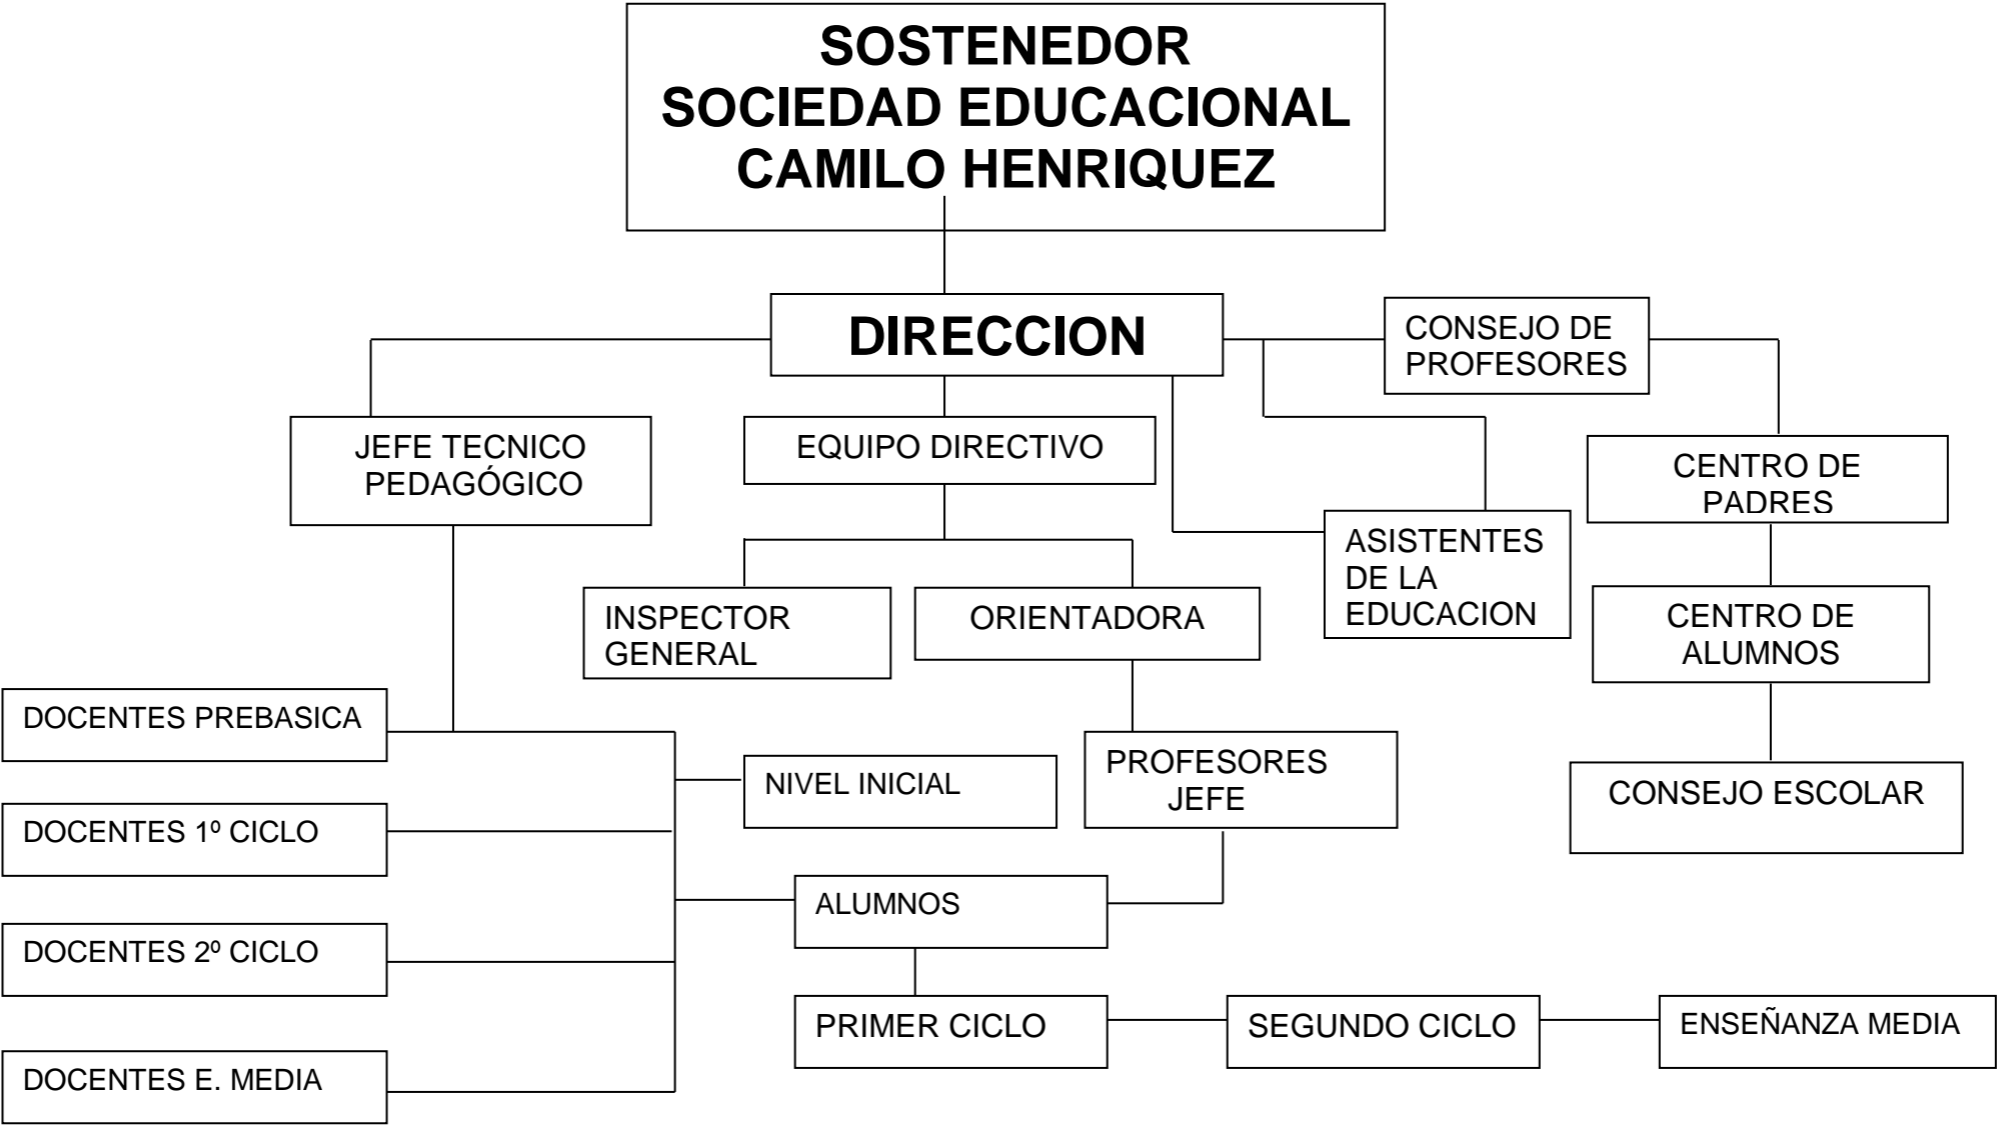 SOSTENEDOR
SOCIEDAD EDUCACIONAL
CAMILO HENRIQUEZ
DIRECCION
CONSEJO DE
PROFESORES
JEFE TECNICO
PEDAGÓGICO
EQUIPO DIRECTIVO
CENTRO DE
PADRES
ASISTENTES
DE LA
EDUCACION
INSPECTOR
GENERAL
ORIENTADORA
CENTRO DE
ALUMNOS
DOCENTES PREBASICA
NIVEL INICIAL
PROFESORES
JEFE
CONSEJO ESCOLAR
DOCENTES 1º CICLO
ALUMNOS
DOCENTES 2º CICLO
PRIMER CICLO
SEGUNDO CICLO
ENSEÑANZA MEDIA
DOCENTES E. MEDIA